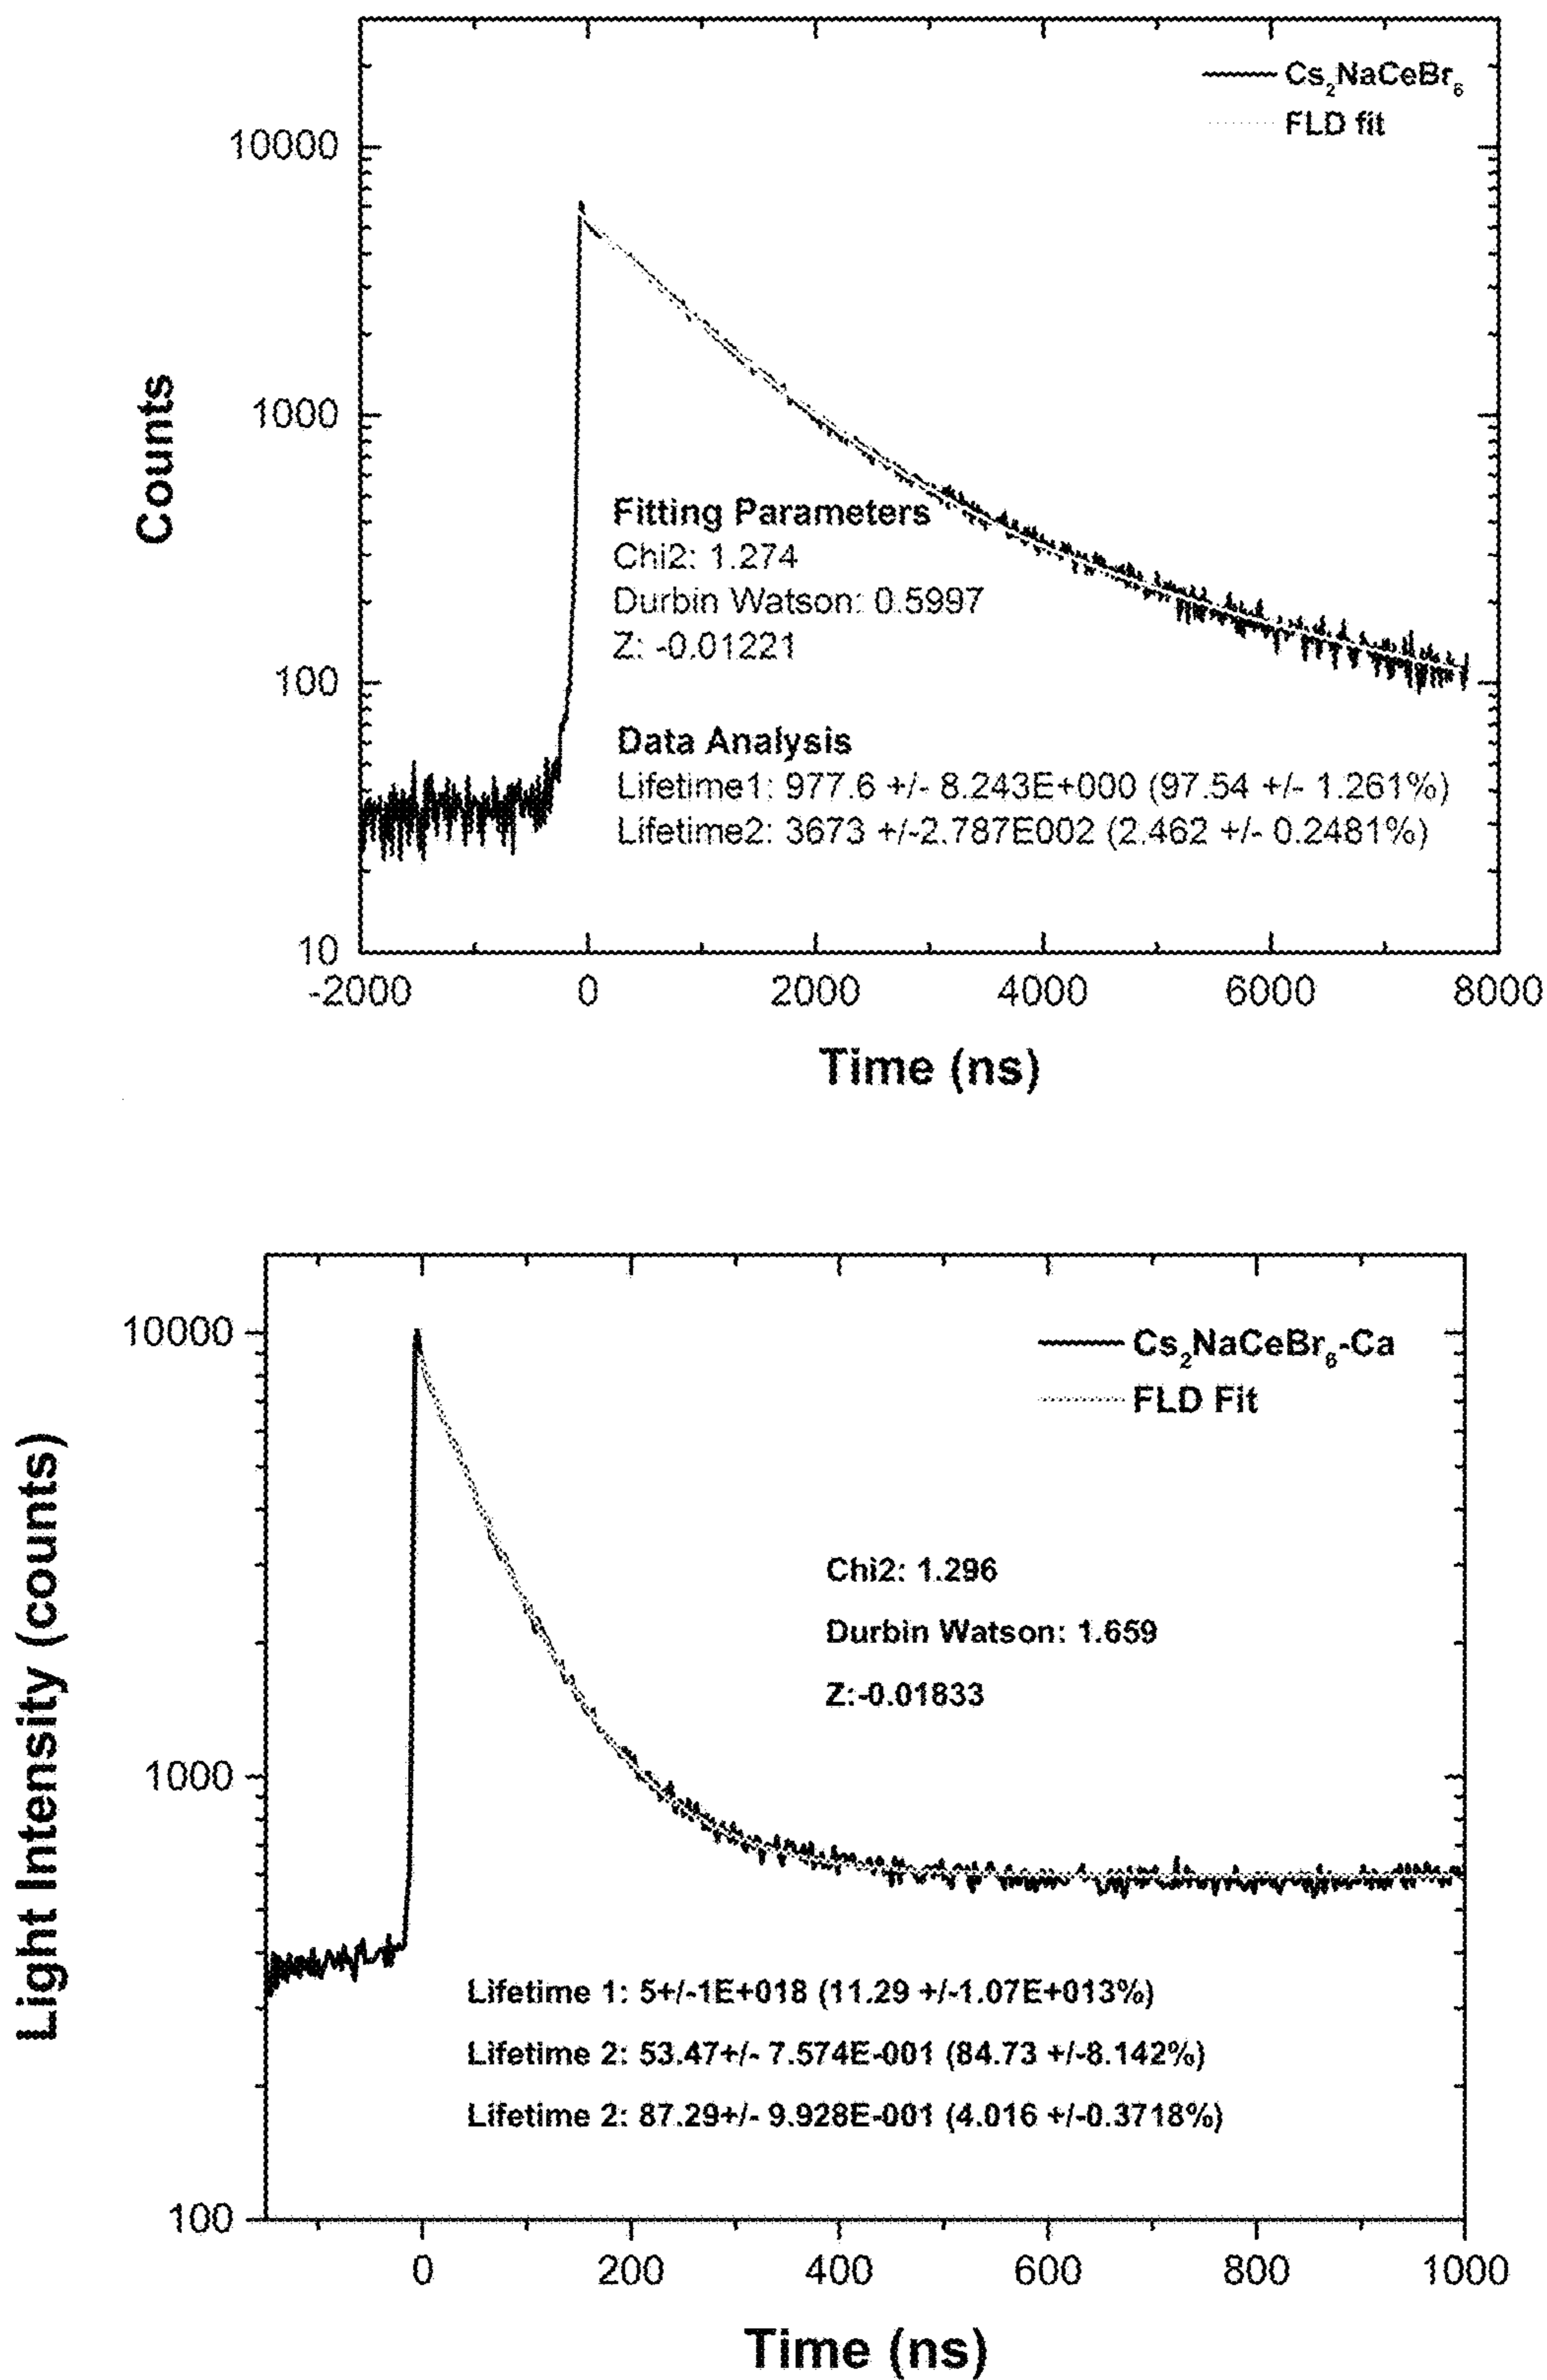 Cs₂NaCeBr₆
FLD fit
10000
1000
100
10
Counts
Fitting Parameters
Chi2: 1.274
Durbin Watson: 0.5997
Z: -0.01221
Data Analysis
Lifetime1: 977.6 +/- 8.243E+000 (97.54 +/- 1.261%)
Lifetime2: 3673 +/-2.787E002 (2.462 +/- 0.2481%)
-2000 0 2000 4000 6000 8000
Time (ns)
Cs₂NaCeBr₆-Ca
FLD Fit
10000
1000
100
Light Intensity (counts)
Chi2: 1.296
Durbin Watson: 1.659
Z:-0.01833
Lifetime 1: 5+/-1E+018 (11.29 +/-1.07E+013%)
Lifetime 2: 53.47+/- 7.574E-001 (84.73 +/-8.142%)
Lifetime 2: 87.29+/- 9.928E-001 (4.016 +/-0.3718%)
0 200 400 600 800 1000
Time (ns)